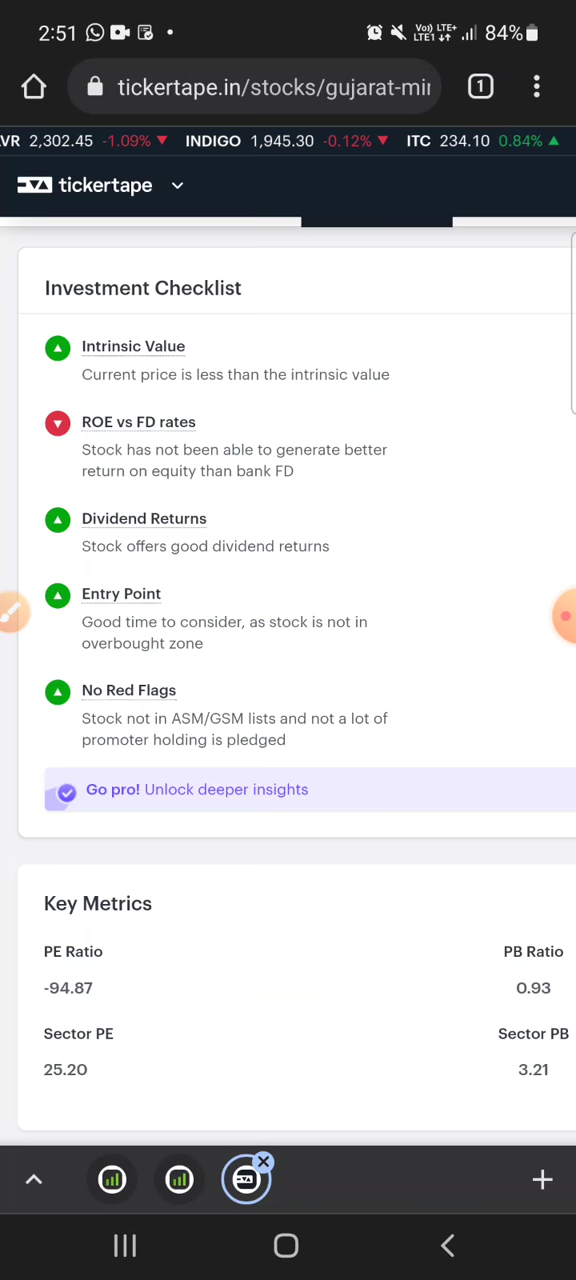 2:51
Vo) LTE+
LTE1 84%
tickertape.in/stocks/gujarat-mir
1
VR 2,302.45 -1.09% INDIGO 1,945.30 -0.12% ITC 234.10 0.84%
tickertape
Investment Checklist
Intrinsic Value
Current price is less than the intrinsic value
ROE vs FD rates
Stock has not been able to generate better
return on equity than bank FD
Dividend Returns
Stock offers good dividend returns
Entry Point
Good time to consider, as stock is not in
overbought zone
No Red Flags
Stock not in ASM/GSM lists and not a lot of
promoter holding is pledged
Go pro! Unlock deeper insights
Key Metrics
PE Ratio PB Ratio
-94.87 0.93
Sector PE Sector PB
25.20 3.21